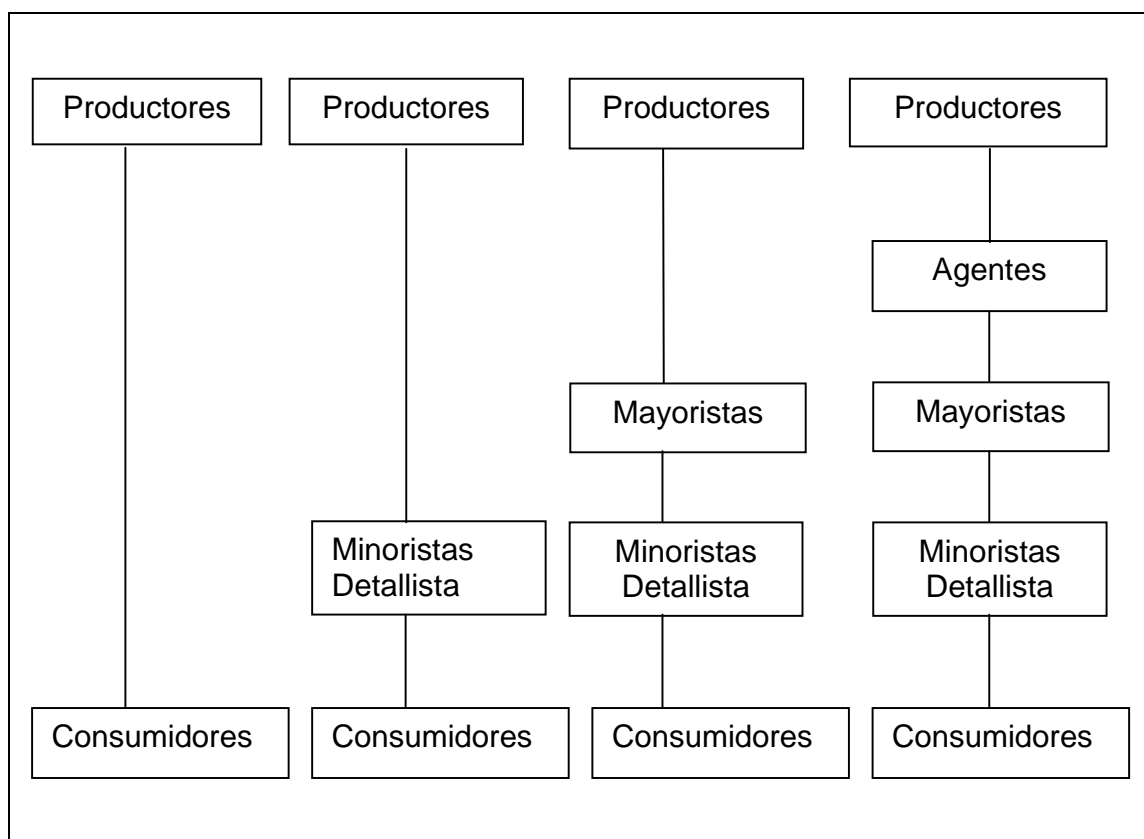 Productores
Productores
Productores
Productores
Agentes
Mayoristas
Mayoristas
Minoristas
Detallista
Minoristas
Detallista
Minoristas
Detallista
Consumidores
Consumidores
Consumidores
Consumidores